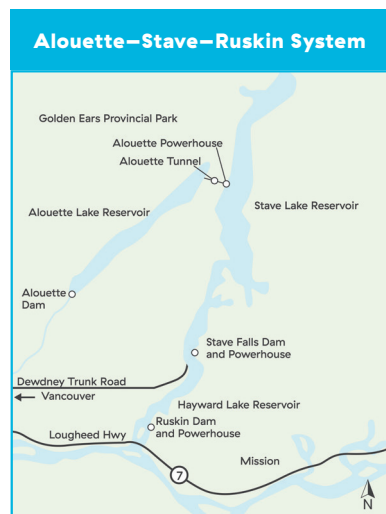 Alouette–Stave–Ruskin System
Golden Ears Provincial Park
Alouette Powerhouse
Alouette Tunnel
Alouette Lake Reservoir
Stave Lake Reservoir
Alouette
Dam
Stave Falls Dam
and Powerhouse
Dewdney Trunk Road
Vancouver
Hayward Lake Reservoir
Ruskin Dam
and Powerhouse
Lougheed Hwy
Mission
7
N